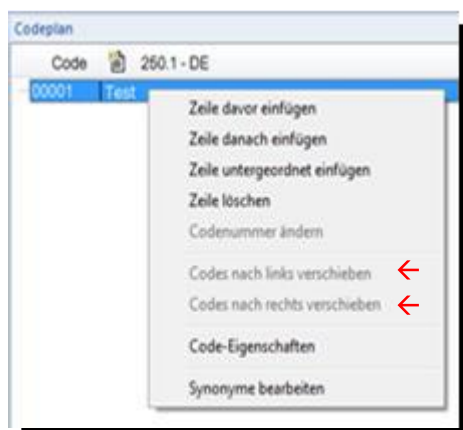 Codeplan
Code 250.1 - DE
00001 Test
Zeile davor einfügen
Zeile danach einfügen
Zeile untergeordnet einfügen
Zeile löschen
Codenummer ändern
Codes nach links verschieben
Codes nach rechts verschieben
Code-Eigenschaften
Synonyme bearbeiten